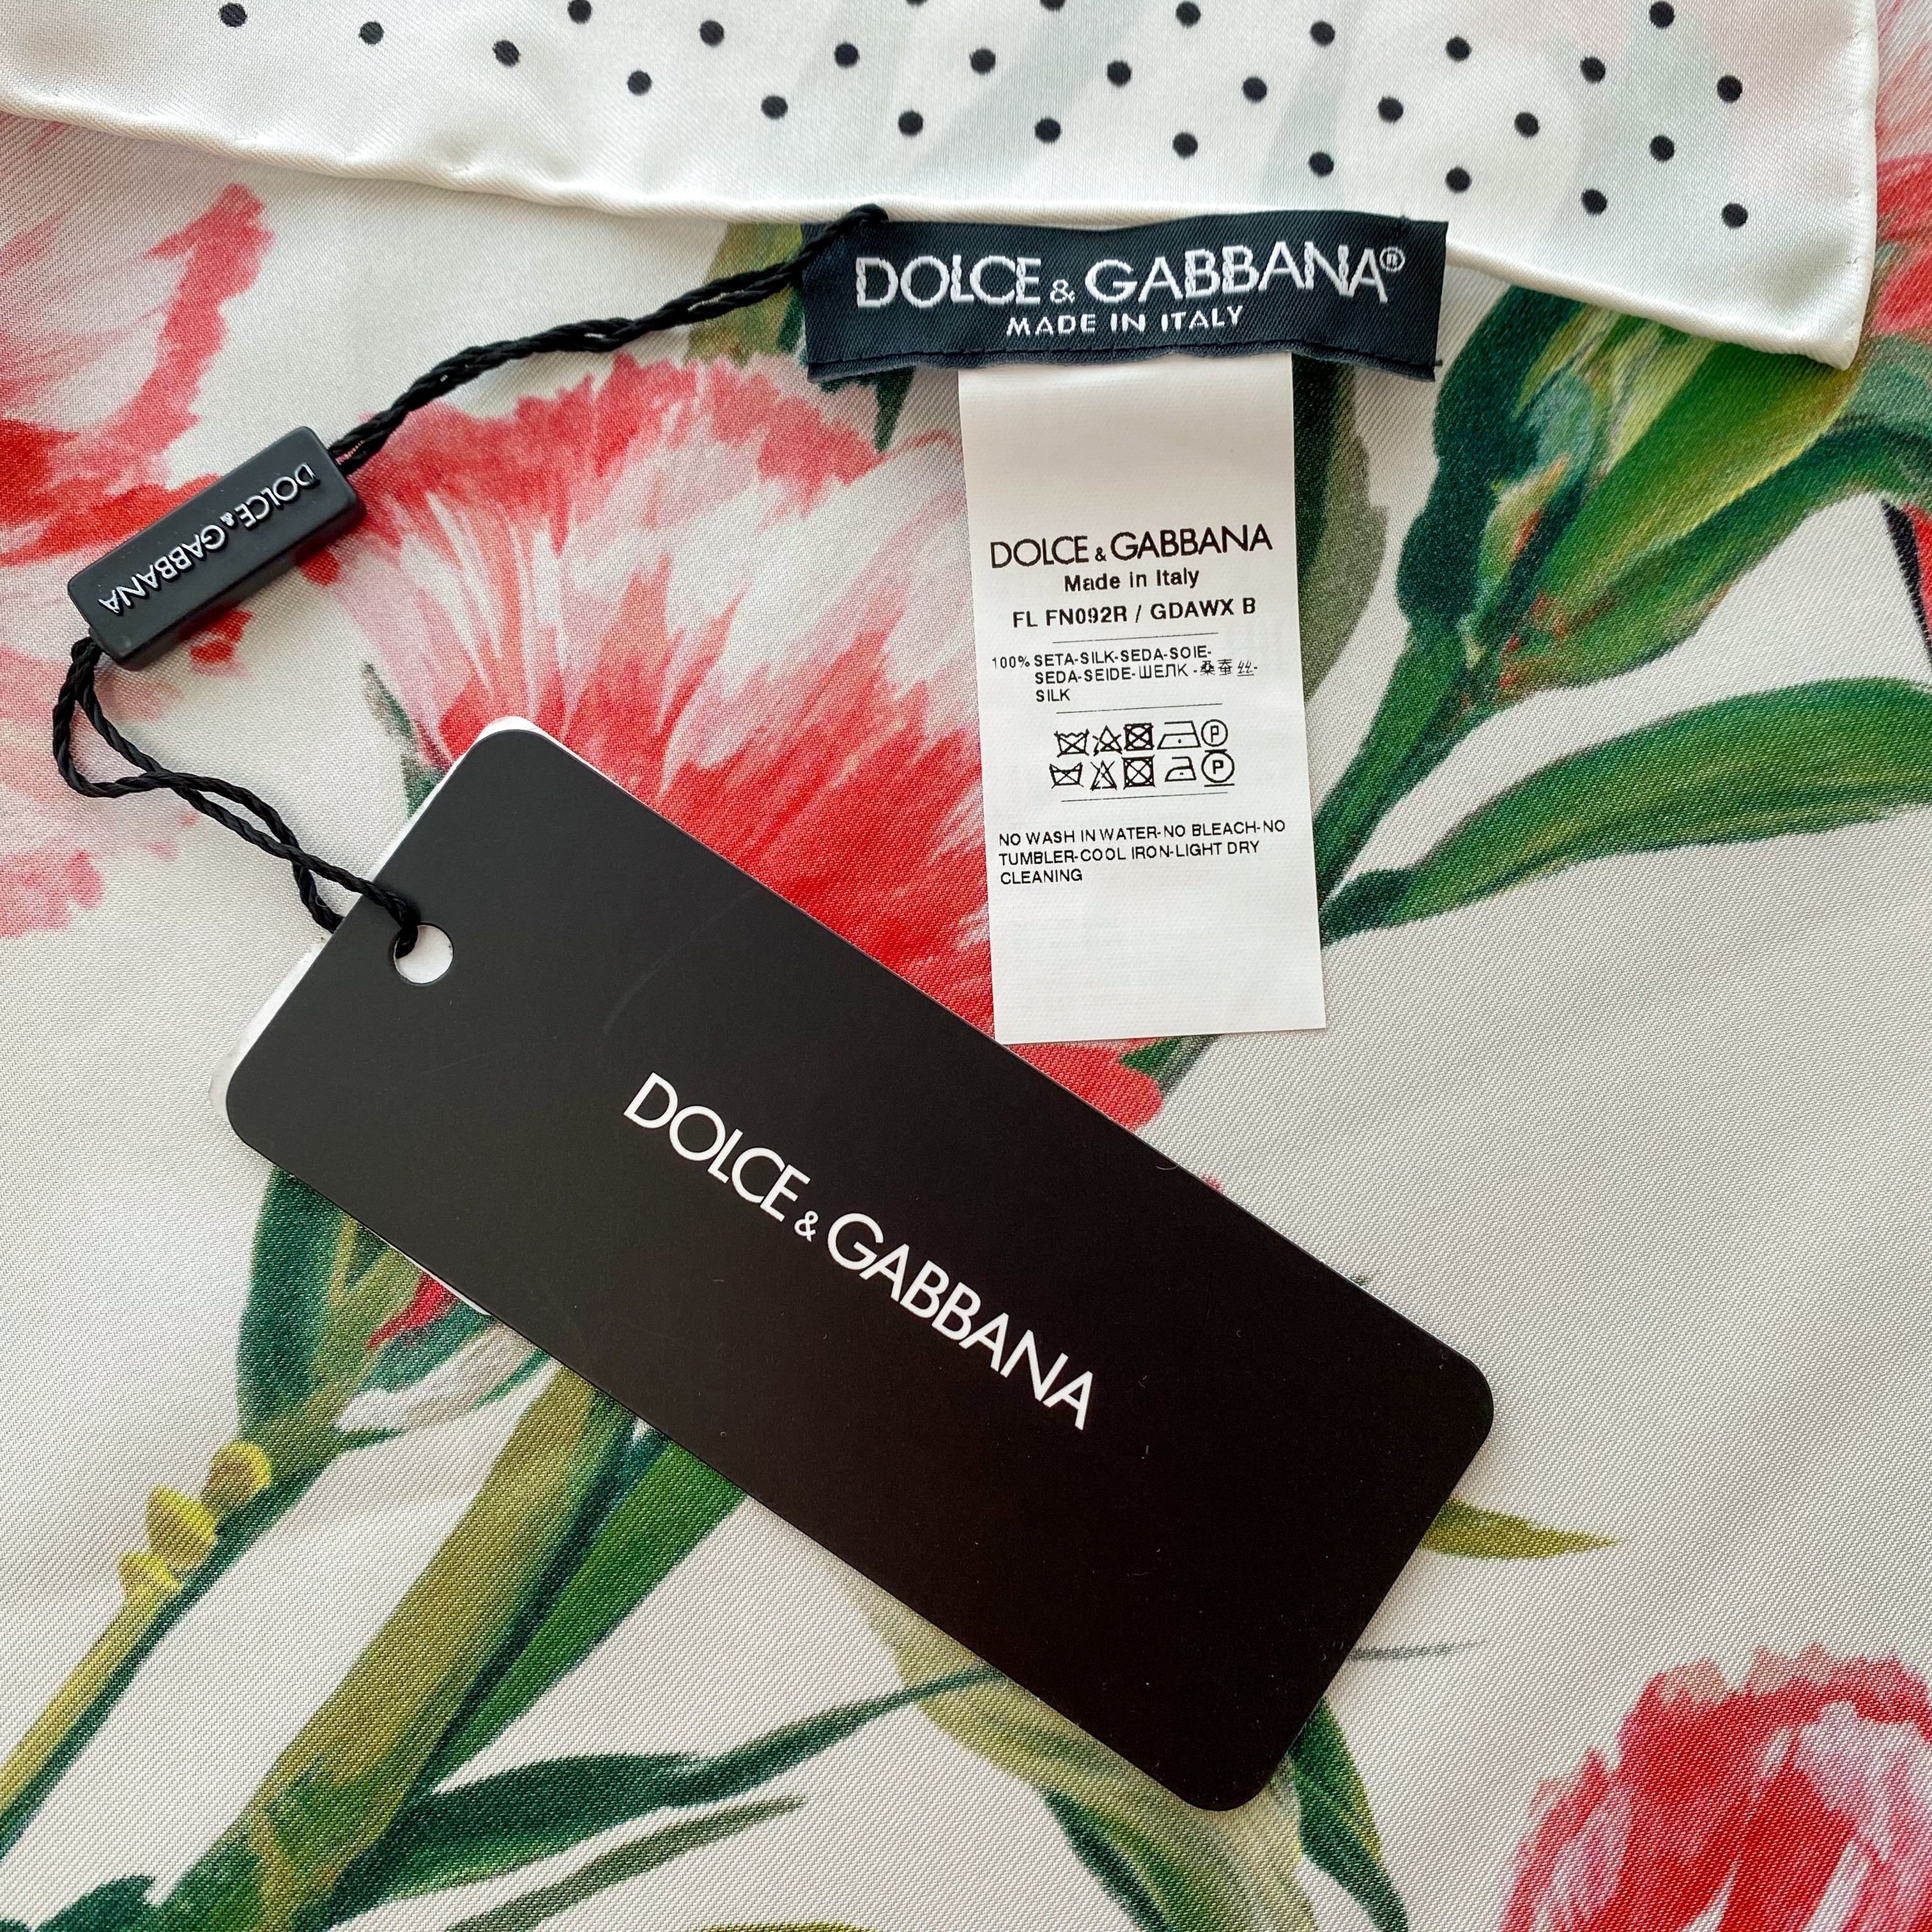 DOLCE & GABBANA®
MADE IN ITALY
DOLCE & GABBANA
DOLCE & GABBANA
Made in Italy
FL FN092R / GDAWX B
100% SETA-SILK-SEDA-SOIE-
SEDA-SEIDE-ШЕЛК-桑蚕丝-
SILK
P
P
NO WASH IN WATER-NO BLEACH-NO
TUMBLER-COOL IRON-LIGHT DRY
CLEANING
DOLCE & GABBANA